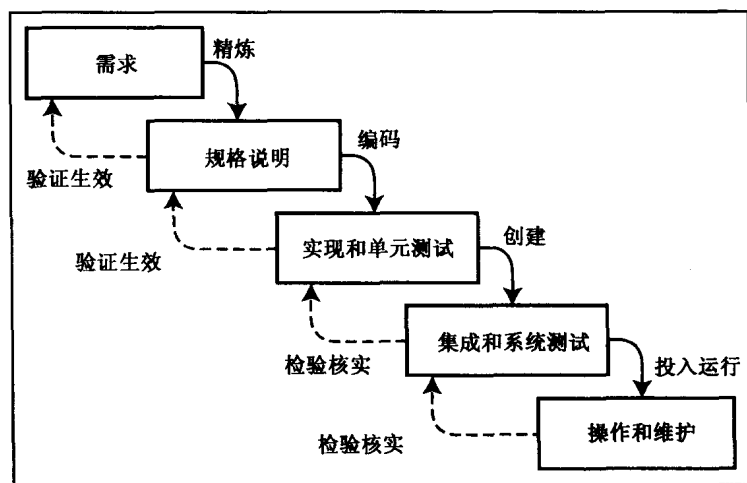 需求
精炼
规格说明
编码
验证生效
实现和单元测试
创建
验证生效
集成和系统测试
投入运行
检验核实
操作和维护
检验核实